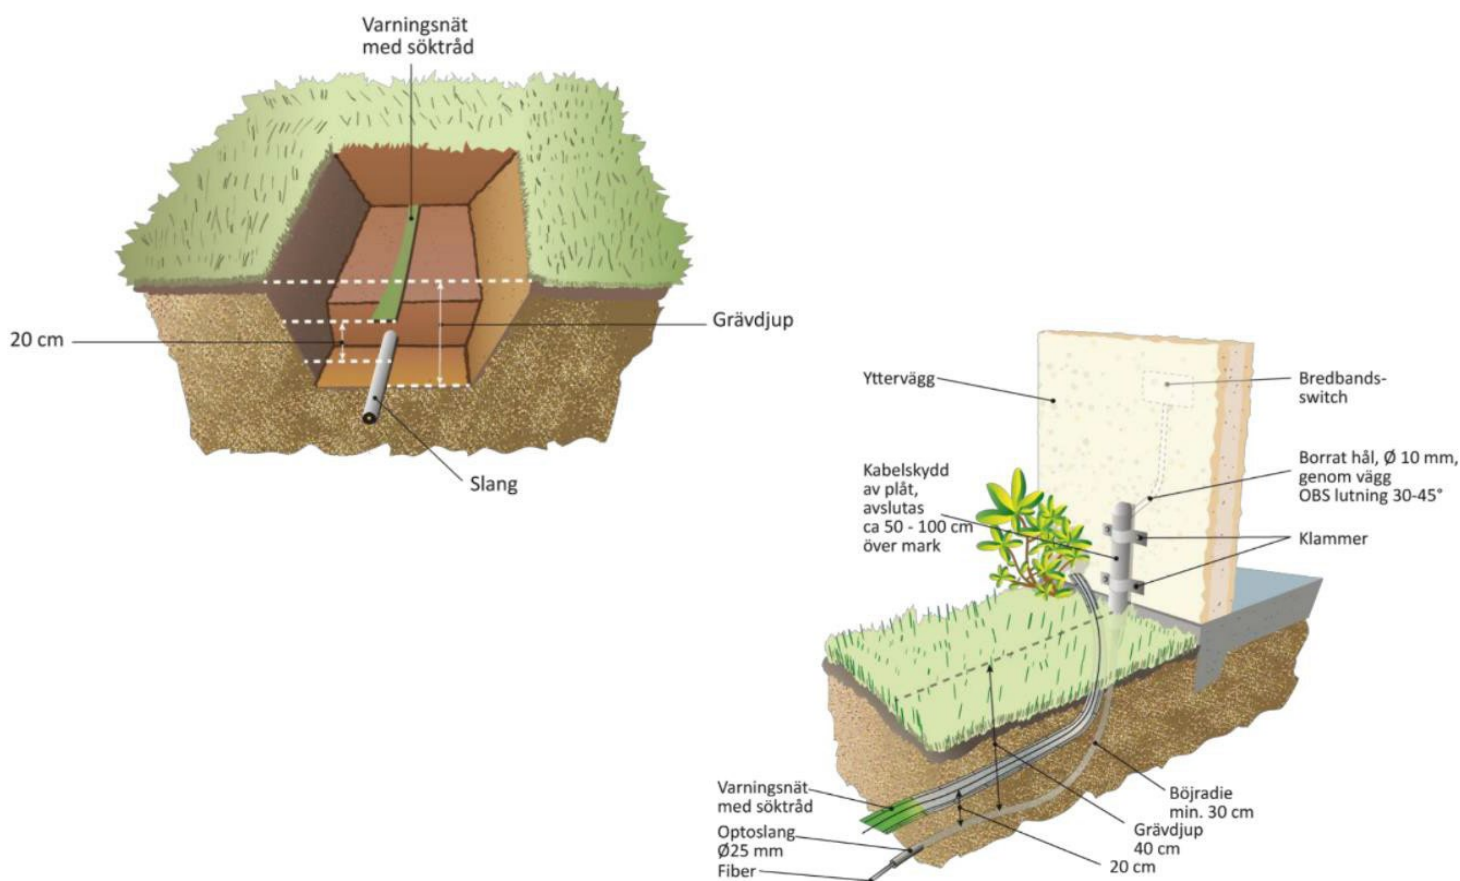 Varningsnät
med söktråd
20 cm
Grävdjup
Slang
Yttervägg
Bredbands-
switch
Kabelskydd
av plåt,
avslutas
ca 50 - 100 cm
över mark
Borrat hål, Ø 10 mm,
genom vägg
OBS lutning 30-45°
Klammer
Varningsnät
med söktråd
Optoslang
Ø25 mm
Fiber
Böjradie
min. 30 cm
Grävdjup
40 cm
20 cm